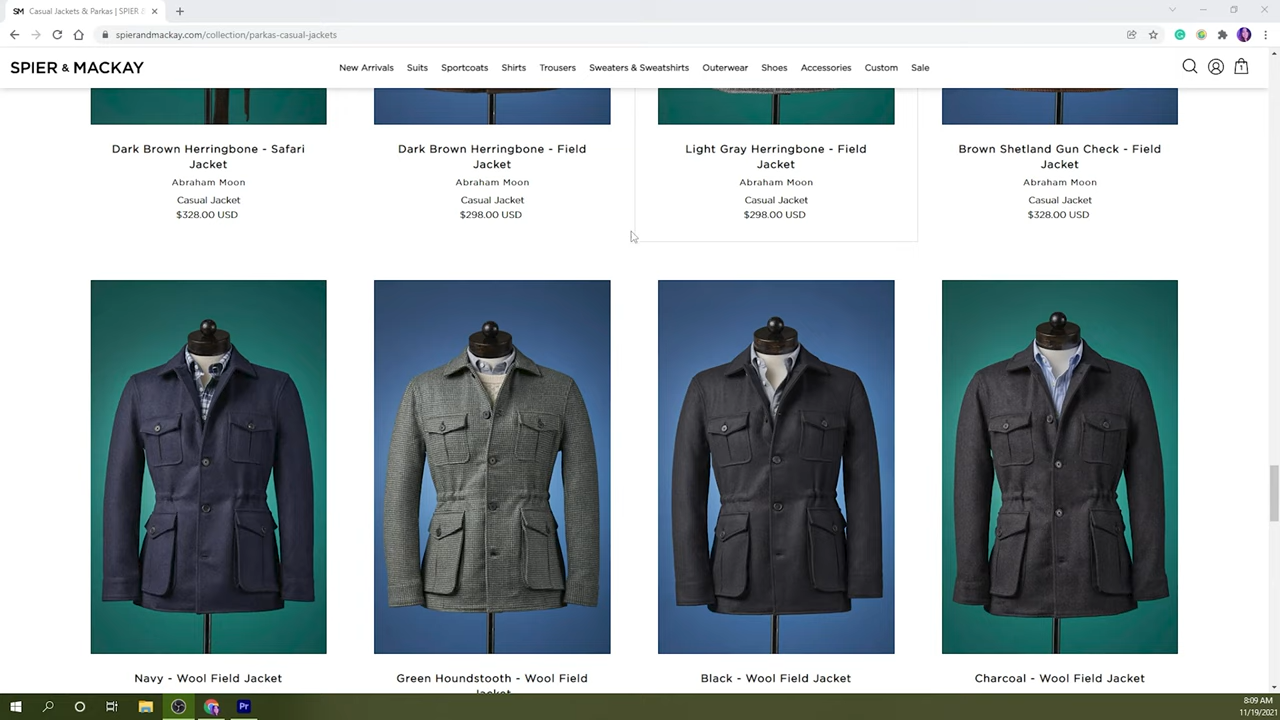 SM Casual Jackets & Parkas | SPIER &
spierandmackay.com/collection/parkas-casual-jackets
SPIER & MACKAY
New Arrivals Suits Sportcoats Shirts Trousers Sweaters & Sweatshirts Outerwear Shoes Accessories Custom Sale
1
Dark Brown Herringbone - Safari
Jacket
Abraham Moon
Casual Jacket
$328.00 USD
Dark Brown Herringbone - Field
Jacket
Abraham Moon
Casual Jacket
$298.00 USD
Light Gray Herringbone - Field
Jacket
Abraham Moon
Casual Jacket
$298.00 USD
Brown Shetland Gun Check - Field
Jacket
Abraham Moon
Casual Jacket
$328.00 USD
Navy - Wool Field Jacket
Green Houndstooth - Wool Field
Jacket
Black - Wool Field Jacket
Charcoal - Wool Field Jacket
Pr
8:09 AM
11/19/2021